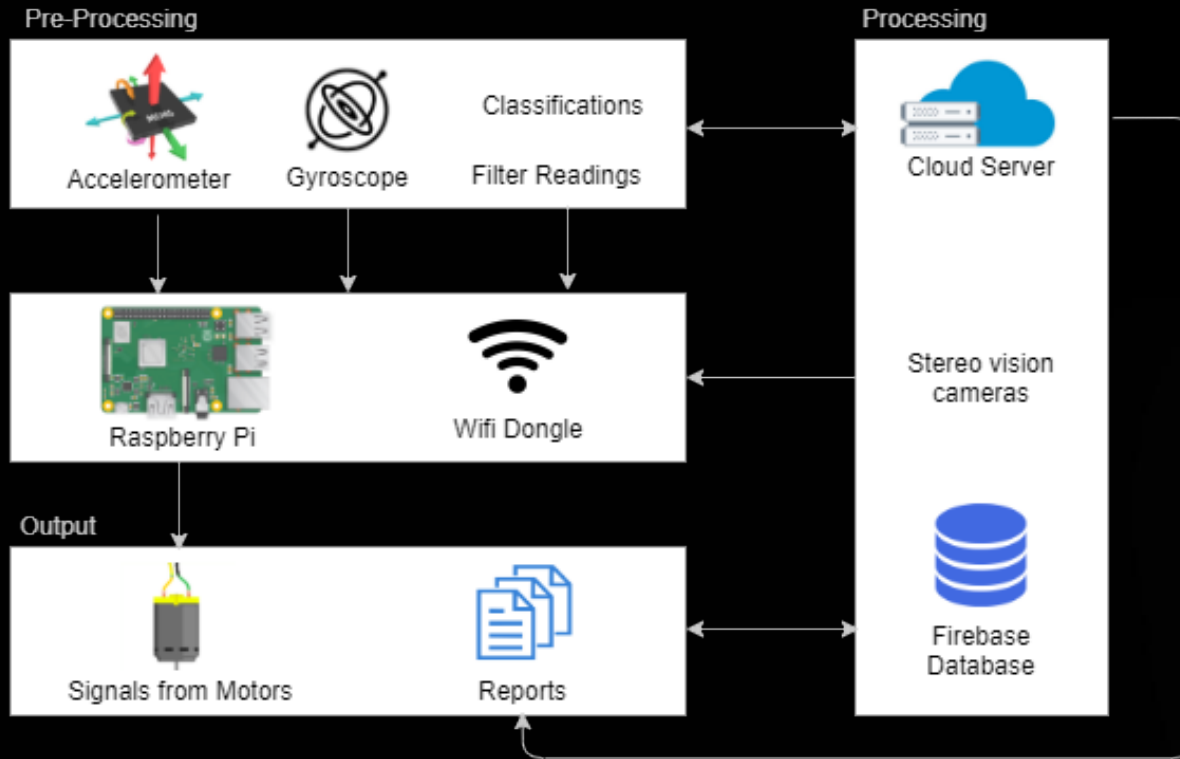 Pre-Processing
Processing
Accelerometer
Gyroscope
Classifications
Filter Readings
Cloud Server
Raspberry Pi
Wifi Dongle
Stereo vision
cameras
Output
Signals from Motors
Reports
Firebase
Database